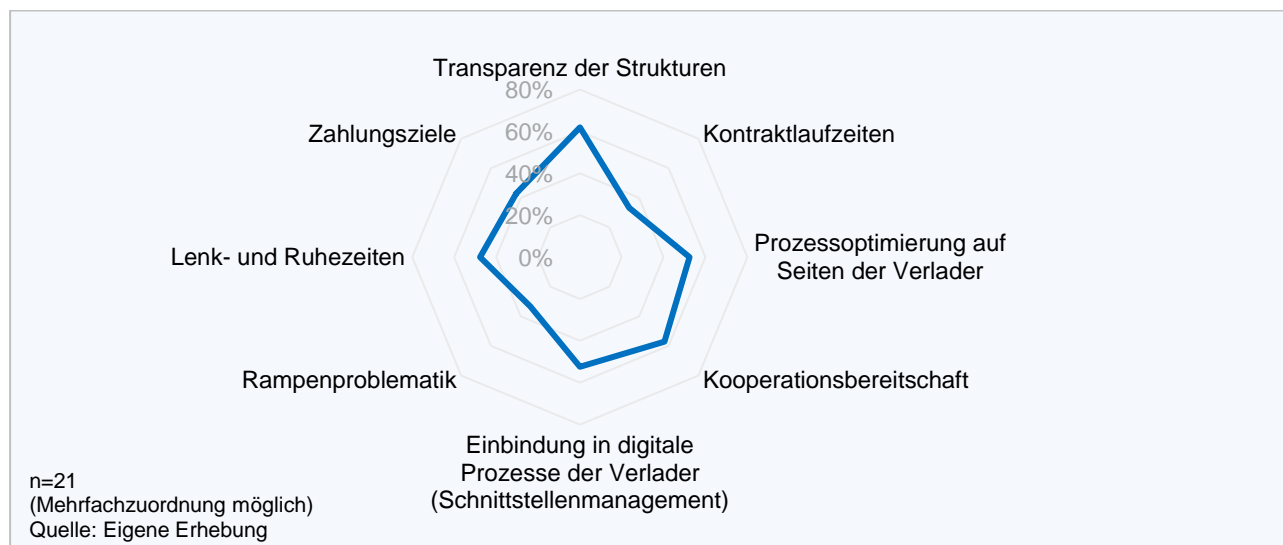 Transparenz der Strukturen
80%
Zahlungsziele
60%
Kontraktlaufzeiten
40%
20%
Lenk- und Ruhezeiten
0%
Prozessoptimierung auf
Seiten der Verlader
Rampenproblematik
Kooperationsbereitschaft
Einbindung in digitale
Prozesse der Verlader
(Schnittstellenmanagement)
n=21
(Mehrfachzuordnung möglich)
Quelle: Eigene Erhebung